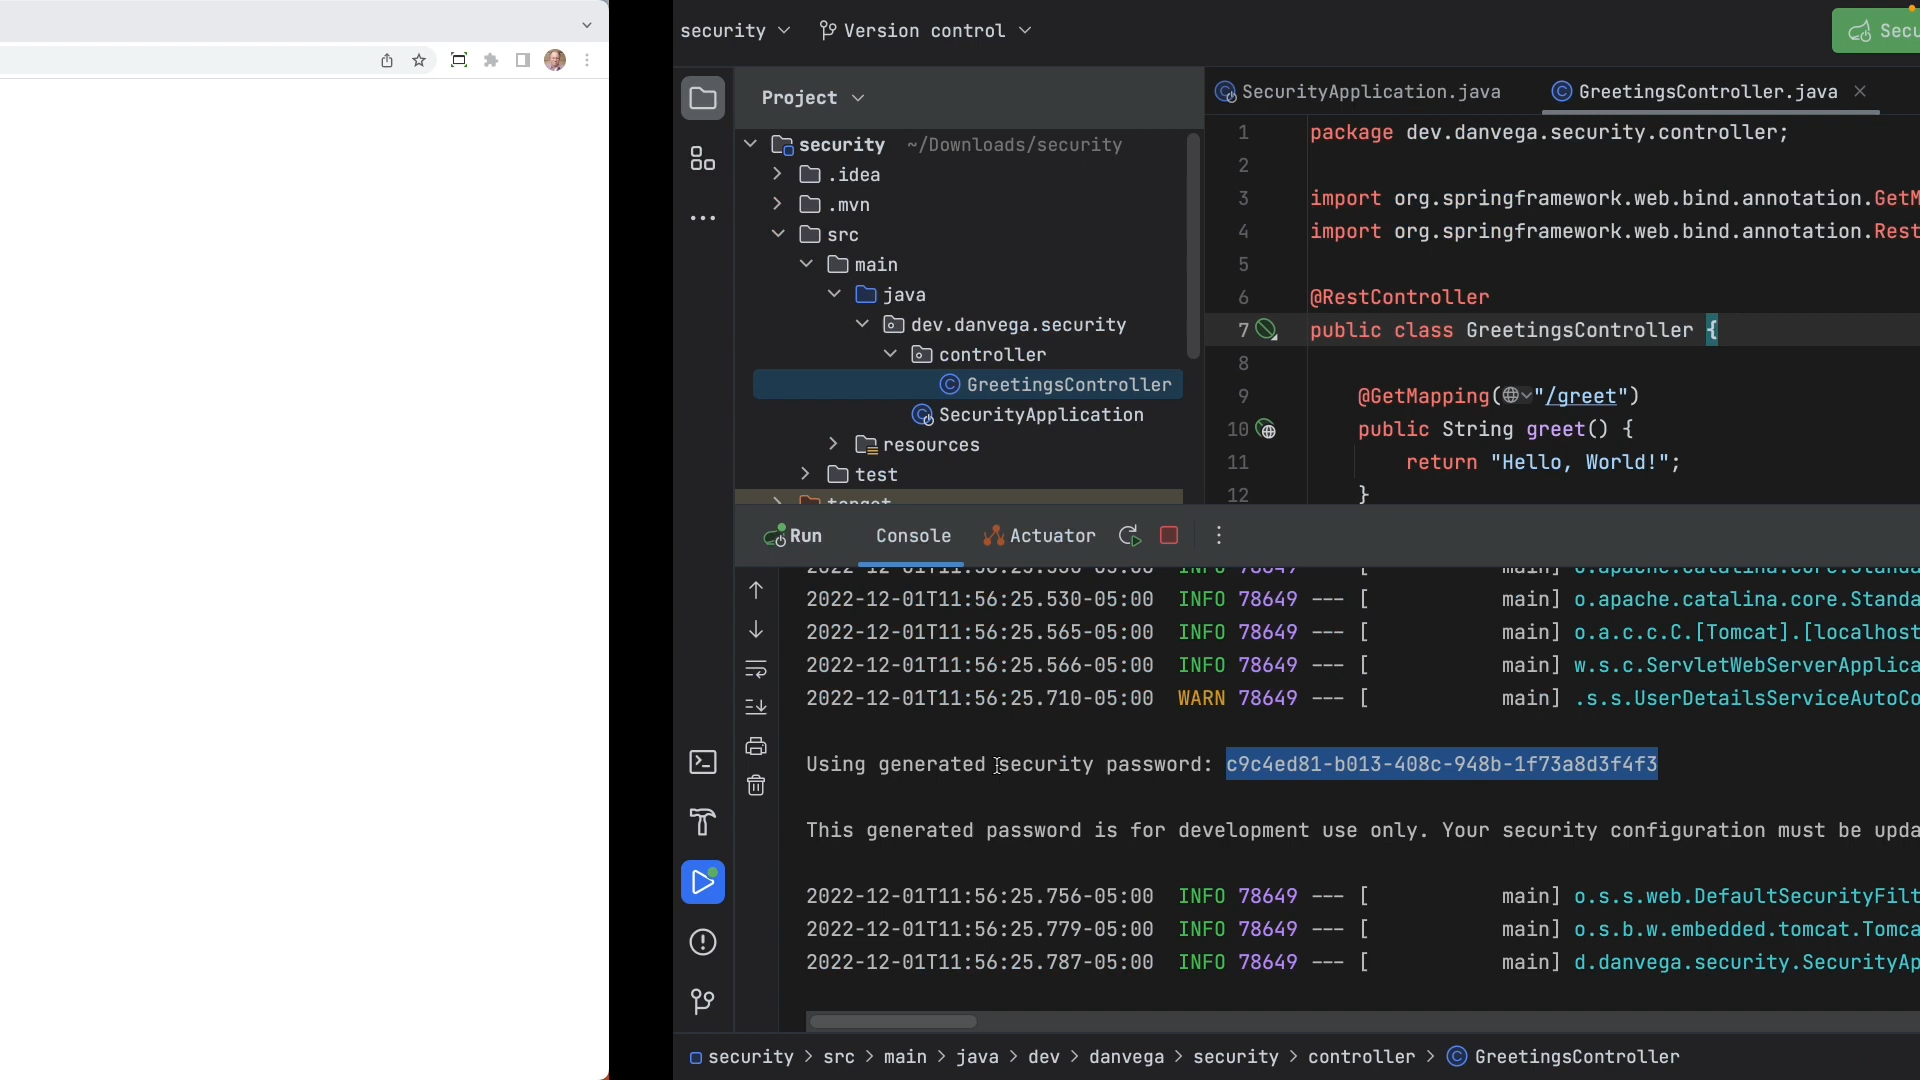 security
Version control
Project
security ~/Downloads/security
.idea
.mvn
src
main
java
dev.danvega.security
controller
GreetingsController
SecurityApplication
resources
test
target
SecurityApplication.java
GreetingsController.java
1 package dev.danvega.security.controller;
2
3 import org.springframework.web.bind.annotation.GetM
4 import org.springframework.web.bind.annotation.Rest
5
6 @RestController
7 public class GreetingsController {
8
9 @GetMapping("/greet")
10 public String greet() {
11 return "Hello, World!";
12 }
Run
Console
Actuator
2022-12-01T11:56:25.530-05:00 INFO 78649 --- [ main] o.apache.catalina.core.Standa
2022-12-01T11:56:25.565-05:00 INFO 78649 --- [ main] o.a.c.c.C.[Tomcat].[localhost
2022-12-01T11:56:25.566-05:00 INFO 78649 --- [ main] w.s.c.ServletWebServerApplica
2022-12-01T11:56:25.710-05:00 WARN 78649 --- [ main] .s.s.UserDetailsServiceAutoCo
Using generated security password: c9c4ed81-b013-408c-948b-1f73a8d3f4f3
This generated password is for development use only. Your security configuration must be upda
2022-12-01T11:56:25.756-05:00 INFO 78649 --- [ main] o.s.s.web.DefaultSecurityFilt
2022-12-01T11:56:25.779-05:00 INFO 78649 --- [ main] o.s.b.w.embedded.tomcat.Tomca
2022-12-01T11:56:25.787-05:00 INFO 78649 --- [ main] d.danvega.security.SecurityAp
security > src > main > java > dev > danvega > security > controller > GreetingsController